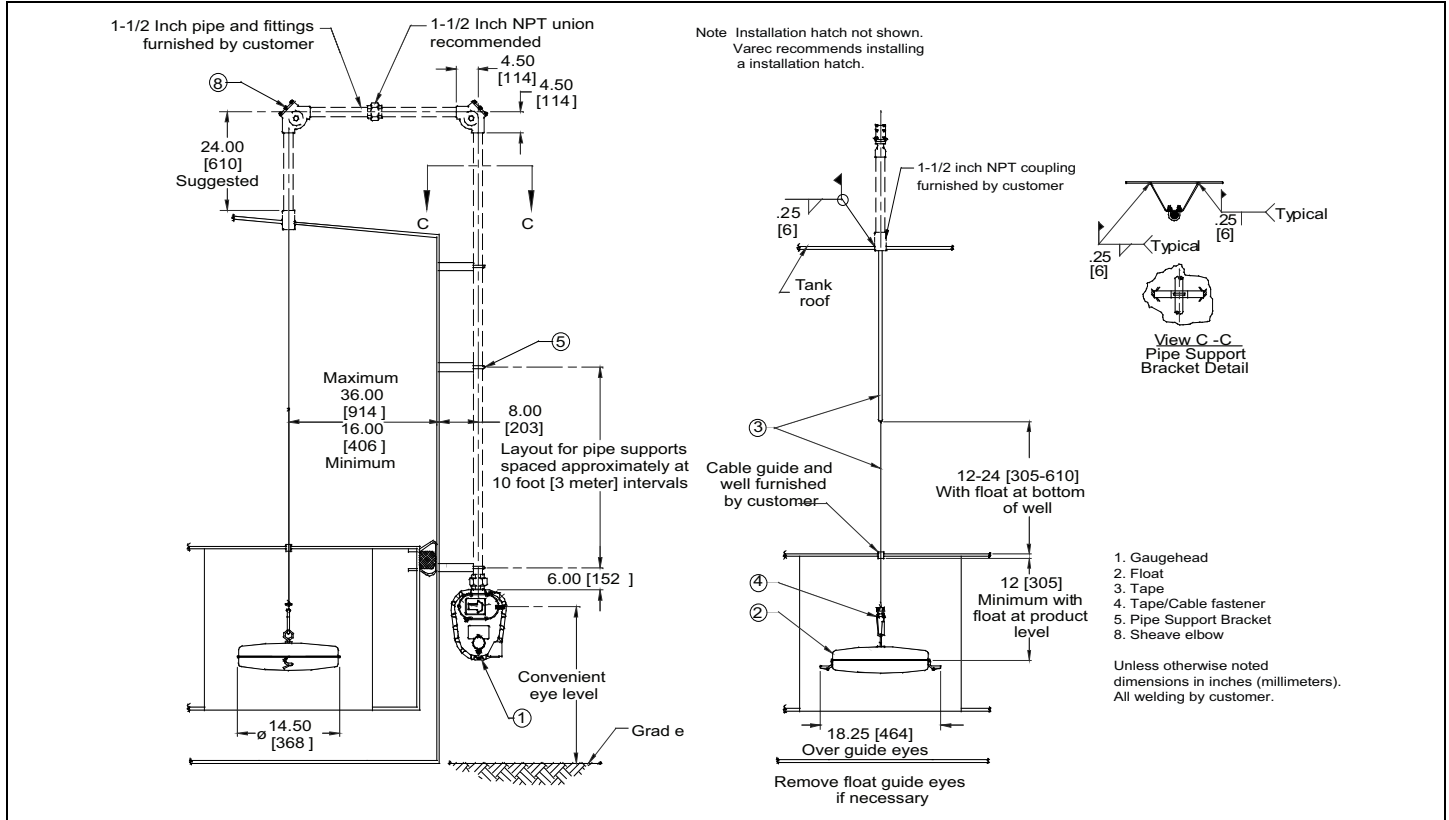 1-1/2 Inch pipe and fittings
furnished by customer
1-1/2 Inch NPT union
recommended
4.50
[114]
4.50
[114]
8
24.00
[610]
Suggested
C
C
5
Maximum
36.00
[914 ]
16.00
[406 ]
Minimum
8.00
[203]
Layout for pipe supports
spaced approximately at
10 foot [3 meter] intervals
6.00 [152 ]
Convenient
eye level
1
Grad e
ø 14.50
[368 ]
Note Installation hatch not shown.
Varec recommends installing
a installation hatch.
1-1/2 inch NPT coupling
furnished by customer
.25
[6]
Tank
roof
3
Cable guide and
well furnished
by customer
12-24 [305-610]
With float at bottom
of well
4
2
12 [305]
Minimum with
float at product
level
18.25 [464]
Over guide eyes
Remove float guide eyes
if necessary
.25
[6]
Typical
.25
[6]
Typical
View C -C
Pipe Support
Bracket Detail
1. Gaugehead
2. Float
3. Tape
4. Tape/Cable fastener
5. Pipe Support Bracket
8. Sheave elbow
Unless otherwise noted
dimensions in inches (millimeters).
All welding by customer.